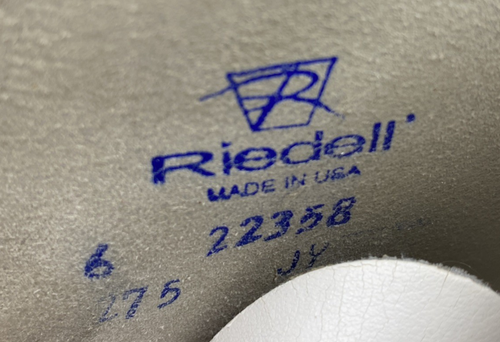 R
Riedell
MADE IN USA
6 22358
275 JY